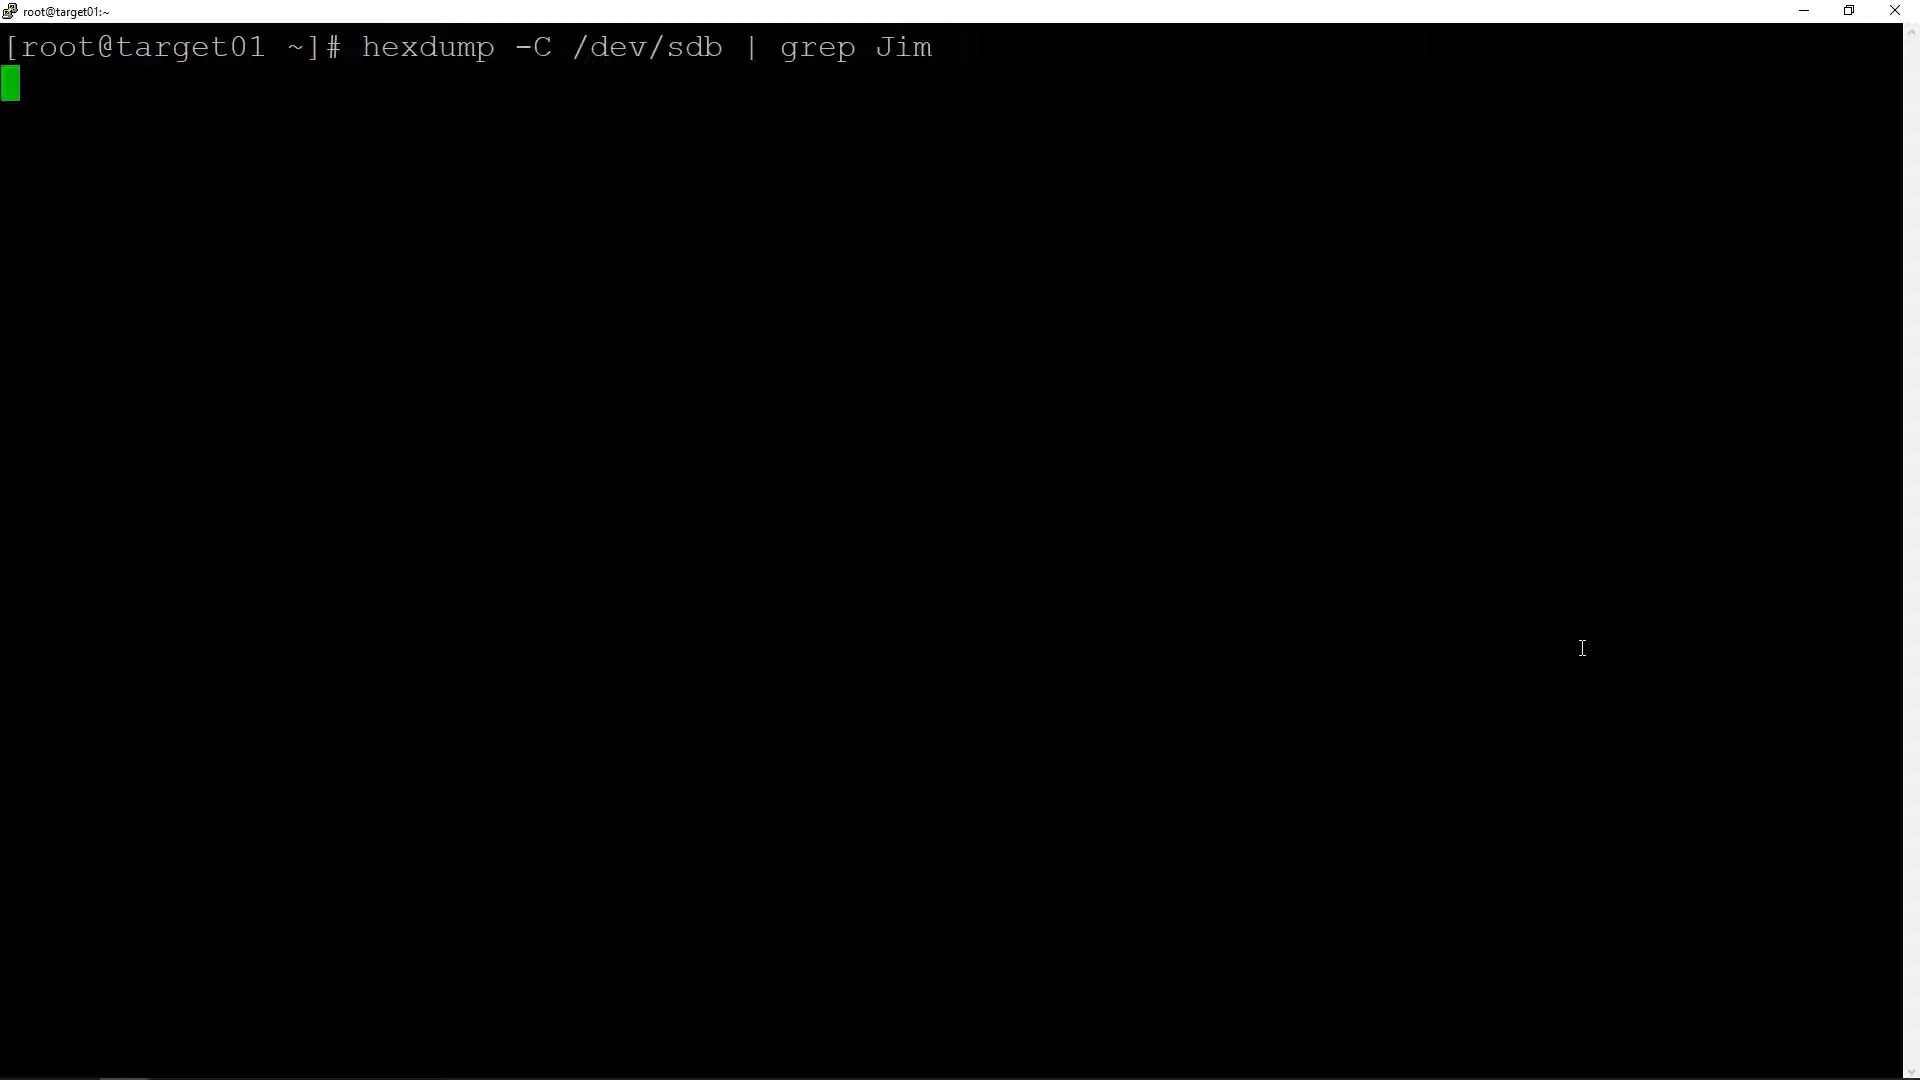 root@target01:~
[root@target01 ~]# hexdump -C /dev/sdb | grep Jim